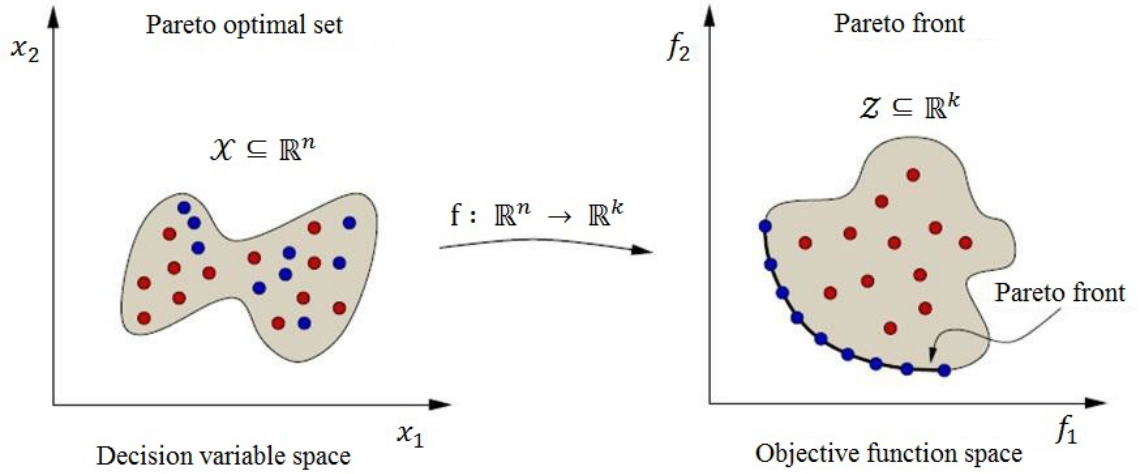 Pareto optimal set
x₂
𝒳 ⊆ ℝⁿ
x₁
Decision variable space
f : ℝⁿ → ℝᵏ
Pareto front
f₂
𝒵 ⊆ ℝᵏ
Pareto front
f₁
Objective function space